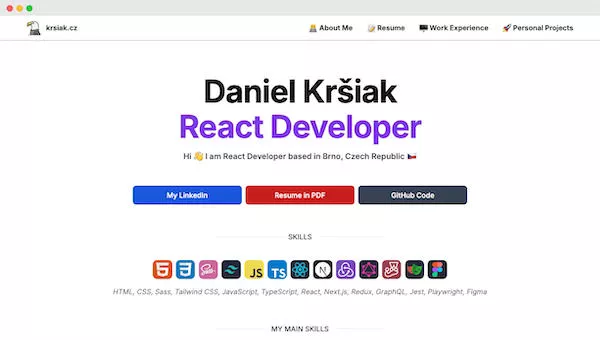 krsiak.cz
About Me
Resume
Work Experience
Personal Projects
Daniel Kršiak
React Developer
Hi 👋 I am React Developer based in Brno, Czech Republic 🇨🇿
My LinkedIn
Resume in PDF
GitHub Code
SKILLS
JS
TS
HTML, CSS, Sass, Tailwind CSS, JavaScript, TypeScript, React, Next.js, Redux, GraphQL, Jest, Playwright, Figma
MY MAIN SKILLS